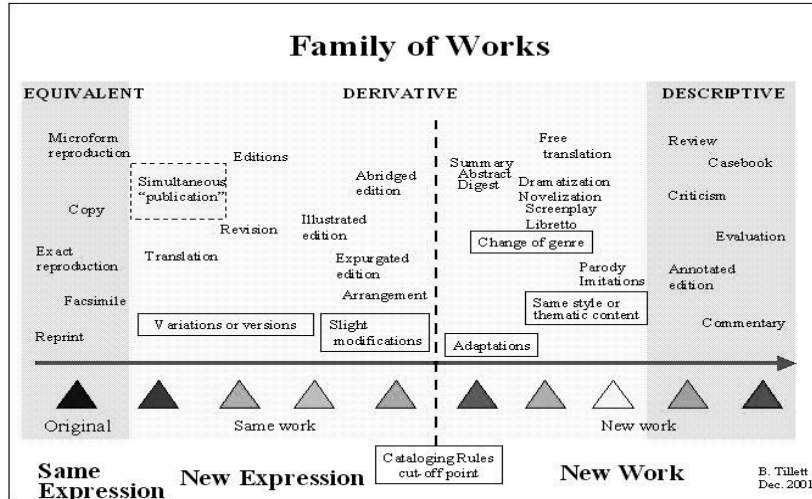 Family of Works
EQUIVALENT
DERIVATIVE
DESCRIPTIVE
Microform
reproduction
Copy
Exact
reproduction
Facsimile
Reprint
Simultaneous
“publication”
Editions
Revision
Translation
Abridged
edition
Illustrated
edition
Expurgated
edition
Arrangement
Variations or versions
Slight
modifications
Summary
Abstract
Digest
Free
translation
Dramatization
Novelization
Screenplay
Libretto
Change of genre
Parody
Imitations
Same style or
thematic content
Adaptations
Review
Casebook
Criticism
Evaluation
Annotated
edition
Commentary
Original
Same work
New work
Same
Expression
New Expression
Cataloging Rules
cut-off point
New Work
B. Tillett
Dec. 2001